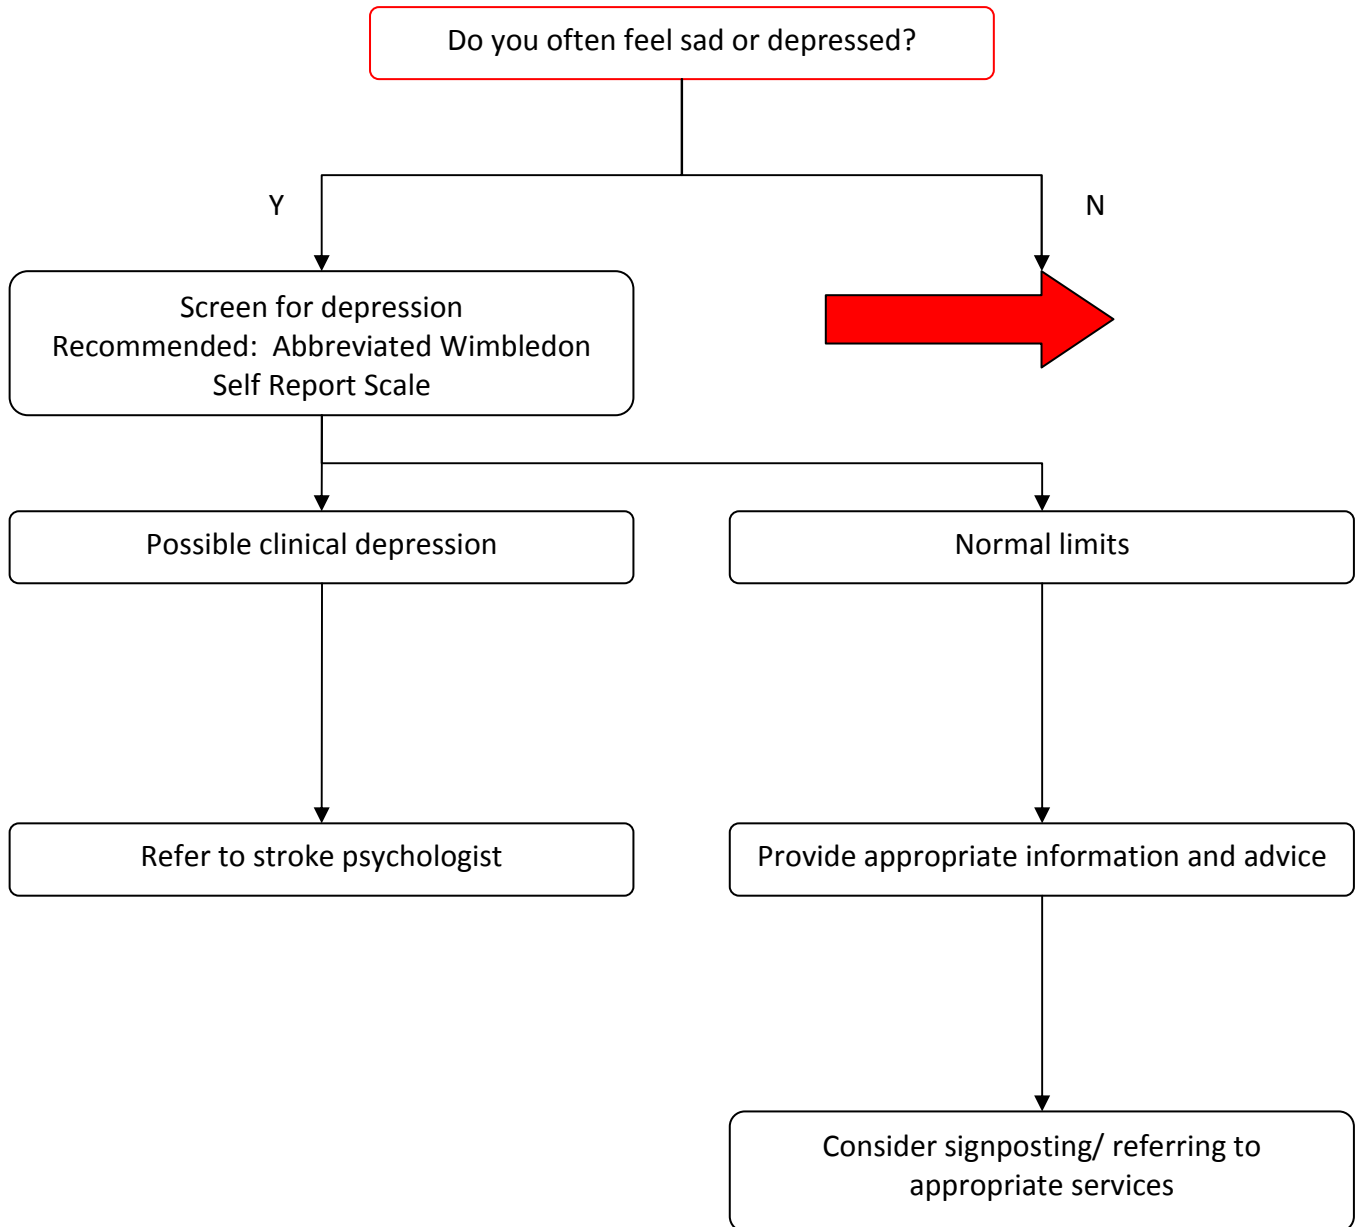 Do you often feel sad or depressed?
Y
N
Screen for depression
Recommended:  Abbreviated Wimbledon
Self Report Scale
Possible clinical depression
Normal limits
Refer to stroke psychologist
Provide appropriate information and advice
Consider signposting/ referring to
appropriate services